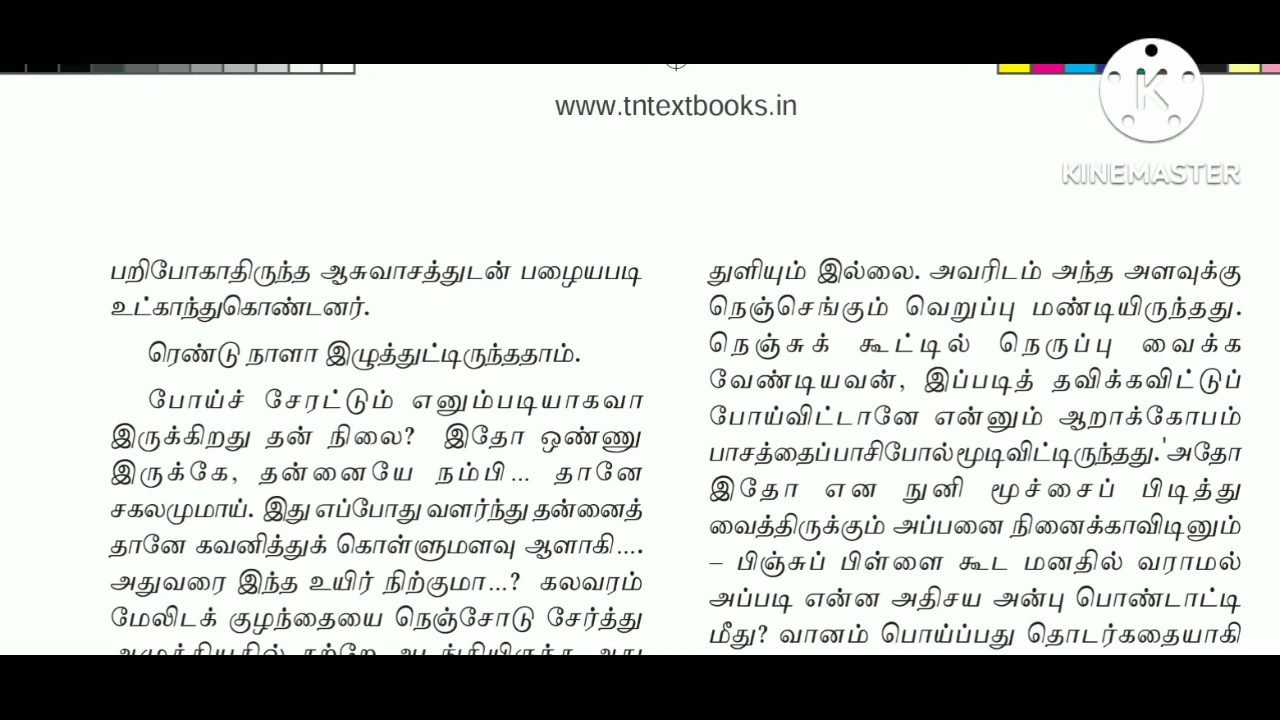 www.tntextbooks.in
K
KINEMASTER
பறிபோகாதிருந்த ஆசுவாசத்துடன் பழையபடி
உட்காந்துகொண்டனர்.
ரெண்டு நாளா இழுத்துட்டிருந்ததாம்.
போய்ச் சேரட்டும் எனும்படியாகவா
இருக்கிறது தன் நிலை? இதோ ஒண்ணு
இருக்கே, தன்னையே நம்பி... தானே
சகலமுமாய். இது எப்போது வளர்ந்து தன்னைத்
தானே கவனித்துக் கொள்ளுமளவு ஆளாகி....
அதுவரை இந்த உயிர் நிற்குமா...? கலவரம்
மேலிடக் குழந்தையை நெஞ்சோடு சேர்த்து
துளியும் இல்லை. அவரிடம் அந்த அளவுக்கு
நெஞ்செங்கும் வெறுப்பு மண்டியிருந்தது.
நெஞ்சுக் கூட்டில் நெருப்பு வைக்க
வேண்டியவன், இப்படித் தவிக்கவிட்டுப்
போய்விட்டானே என்னும் ஆறாக்கோபம்
பாசத்தைப்பாசிபோல்மூடிவிட்டிருந்தது.'அதோ
இதோ என நுனி மூச்சைப் பிடித்து
வைத்திருக்கும் அப்பனை நினைக்காவிடினும்
– பிஞ்சுப் பிள்ளை கூட மனதில் வராமல்
அப்படி என்ன அதிசய அன்பு பொண்டாட்டி
மீது? வானம் பொய்ப்பது தொடர்கதையாகி